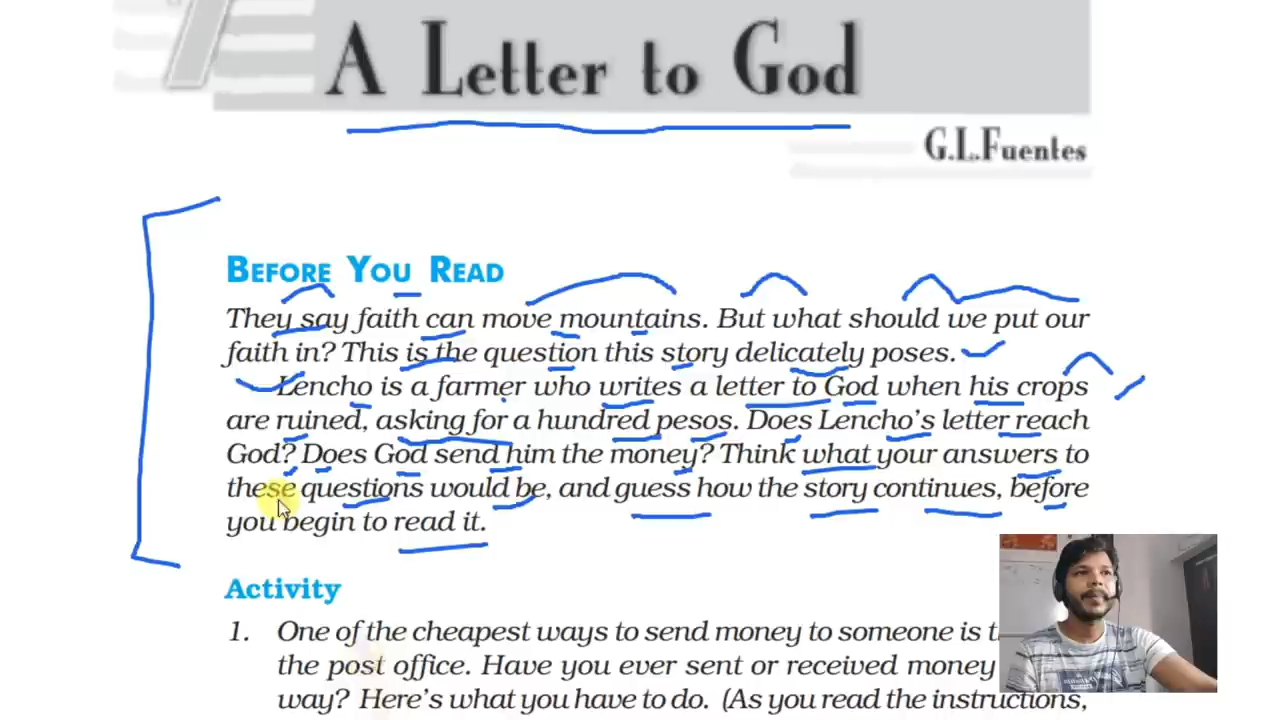 A Letter to God
G.L.Fuentes
BEFORE YOU READ
They say faith can move mountains. But what should we put our
faith in? This is the question this story delicately poses.
Lencho is a farmer who writes a letter to God when his crops
are ruined, asking for a hundred pesos. Does Lencho's letter reach
God? Does God send him the money? Think what your answers to
these questions would be, and guess how the story continues, before
you begin to read it.
Activity
1. One of the cheapest ways to send money to someone is
the post office. Have you ever sent or received money
way? Here's what you have to do. (As you read the instructions,